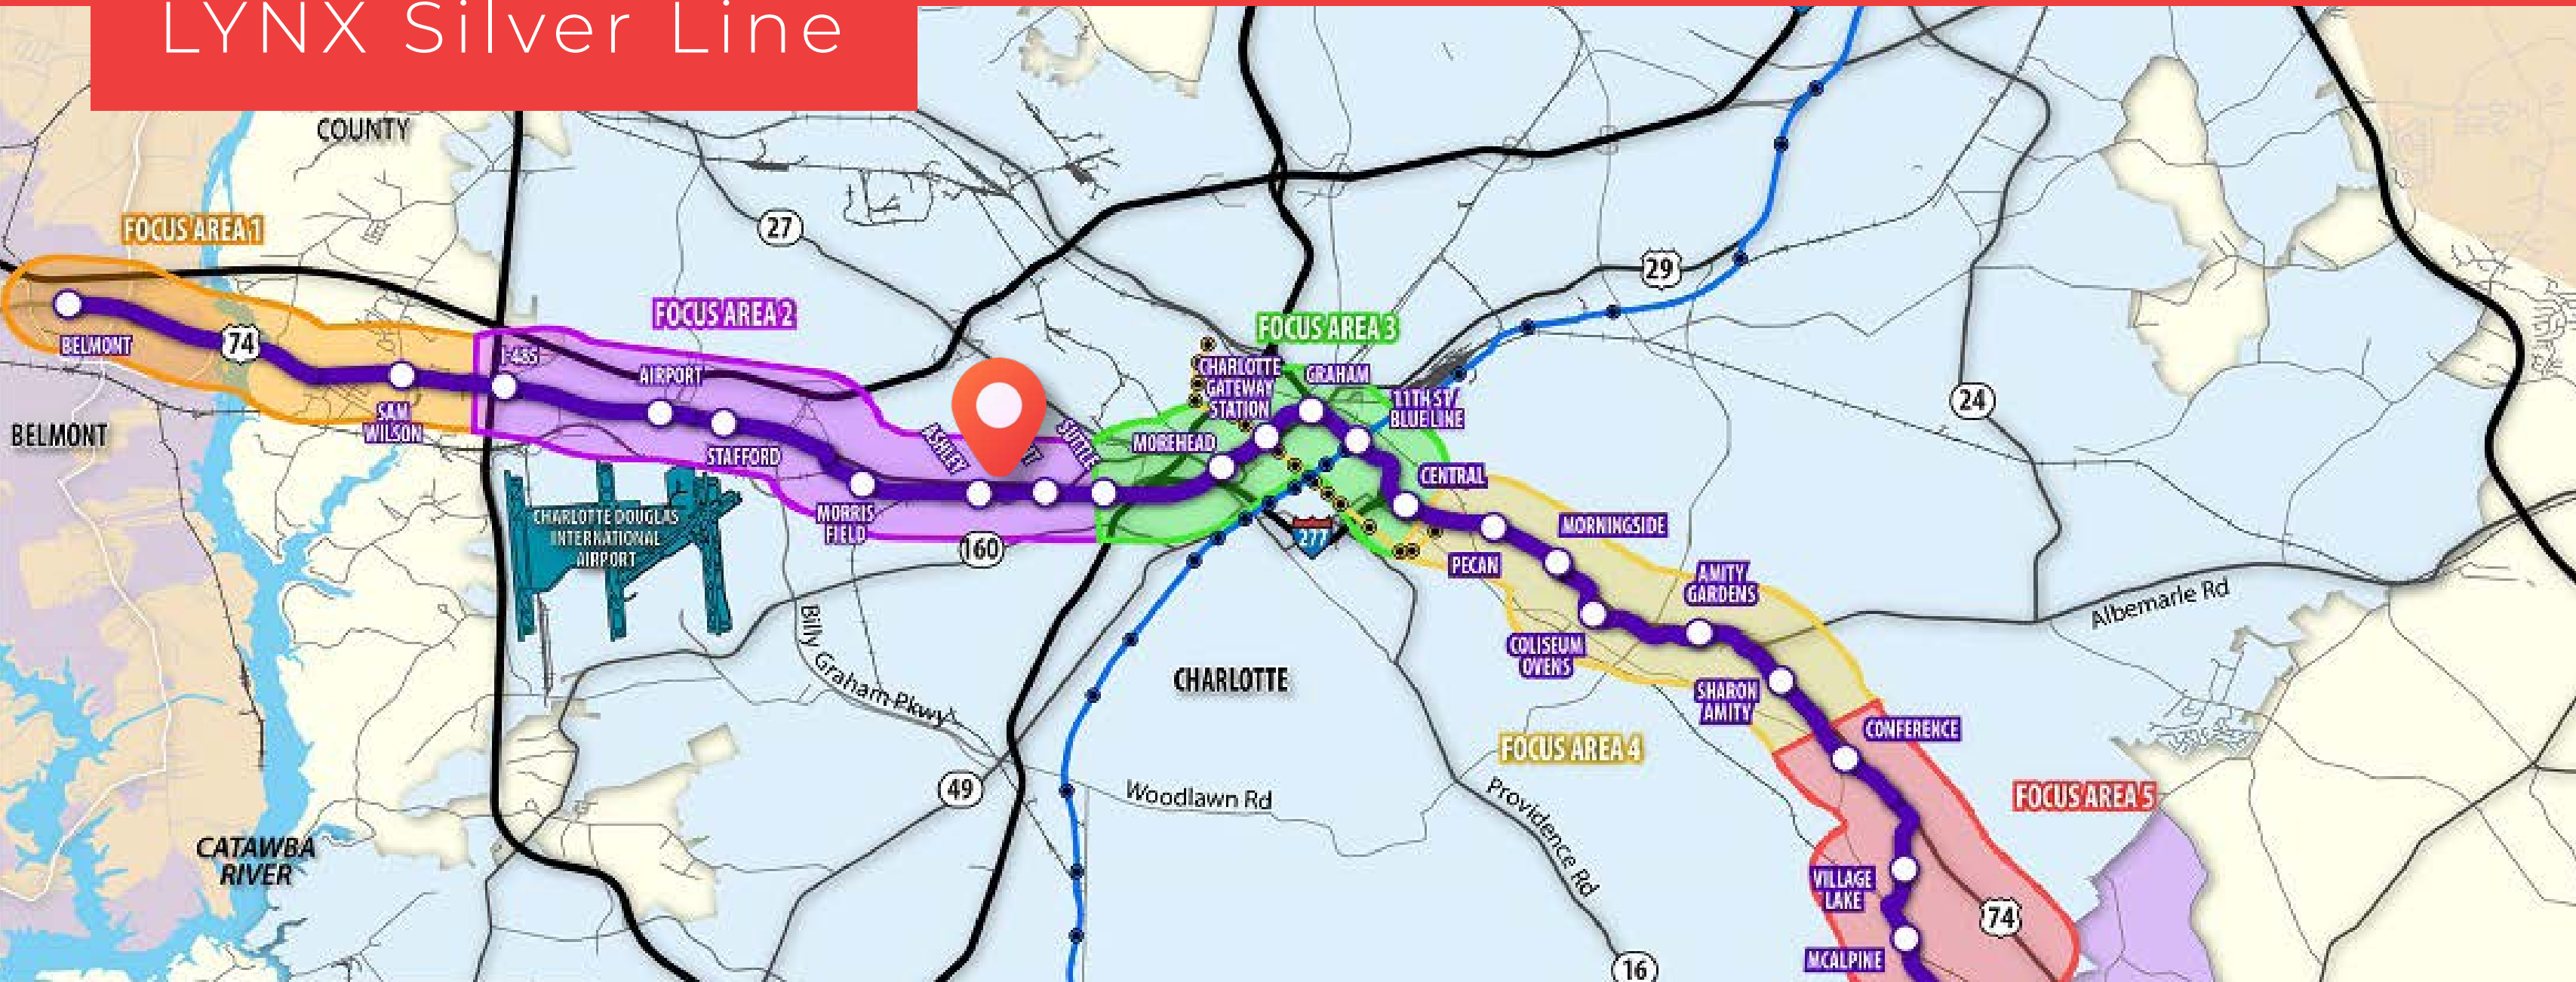 LYNX Silver Line
COUNTY
FOCUS AREA 1
27
29
FOCUS AREA 2
FOCUS AREA 3
BELMONT
74
I-485
AIRPORT
CHARLOTTE
GATEWAY
STATION
GRAHAM
11TH ST/
BLUE LINE
24
SAM
WILSON
BELMONT
STAFFORD
ASHLEY
SUTTLE
MOREHEAD
CENTRAL
CHARLOTTE DOUGLAS
INTERNATIONAL
AIRPORT
MORRIS
FIELD
160
277
PECAN
MORNINGSIDE
AMITY
GARDENS
Albemarle Rd
Billy Graham Pkwy
CHARLOTTE
COLISEUM
OVENS
SHARON
AMITY
CONFERENCE
FOCUS AREA 4
49
Woodlawn Rd
Providence Rd
FOCUS AREA 5
CATAWBA
RIVER
VILLAGE
LAKE
74
MCALPINE
16